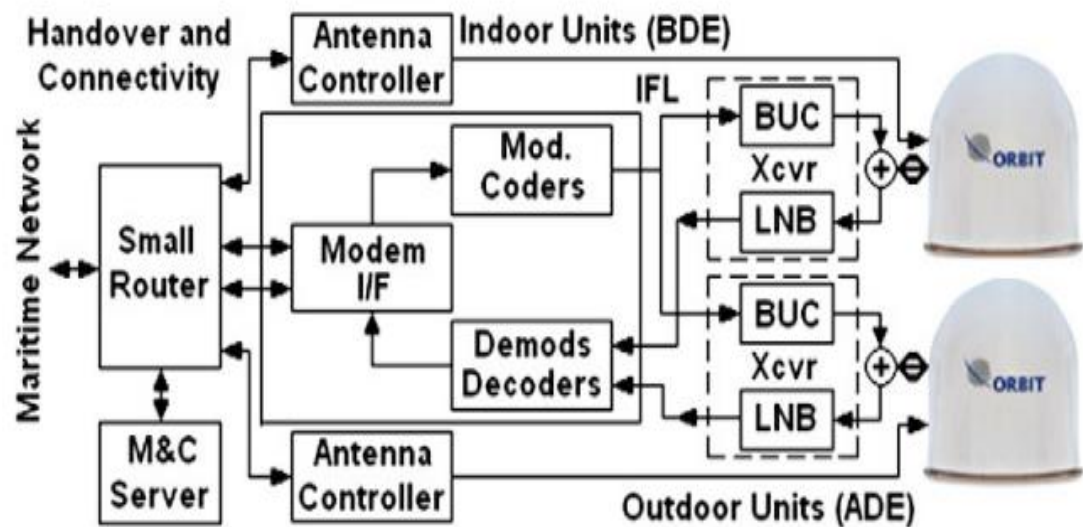 Handover and
Connectivity
Antenna
Controller
Indoor Units (BDE)
IFL
BUC
Xcvr
LNB
+
ORBIT
Mod.
Coders
Maritime Network
Small
Router
Modem
I/F
Demods
Decoders
BUC
Xcvr
LNB
+
ORBIT
M&C
Server
Antenna
Controller
Outdoor Units (ADE)